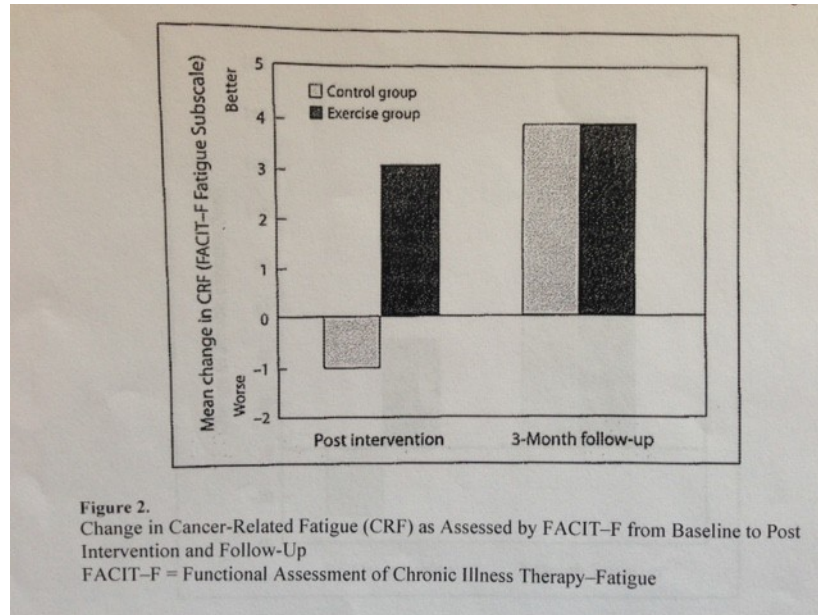 Mean change in CRF (FACIT–F Fatigue Subscale)
Better
Worse
5
4
3
2
1
0
–1
–2
Control group
Exercise group
Post intervention
3-Month follow-up
Figure 2.
Change in Cancer-Related Fatigue (CRF) as Assessed by FACIT–F from Baseline to Post
Intervention and Follow-Up
FACIT–F = Functional Assessment of Chronic Illness Therapy–Fatigue